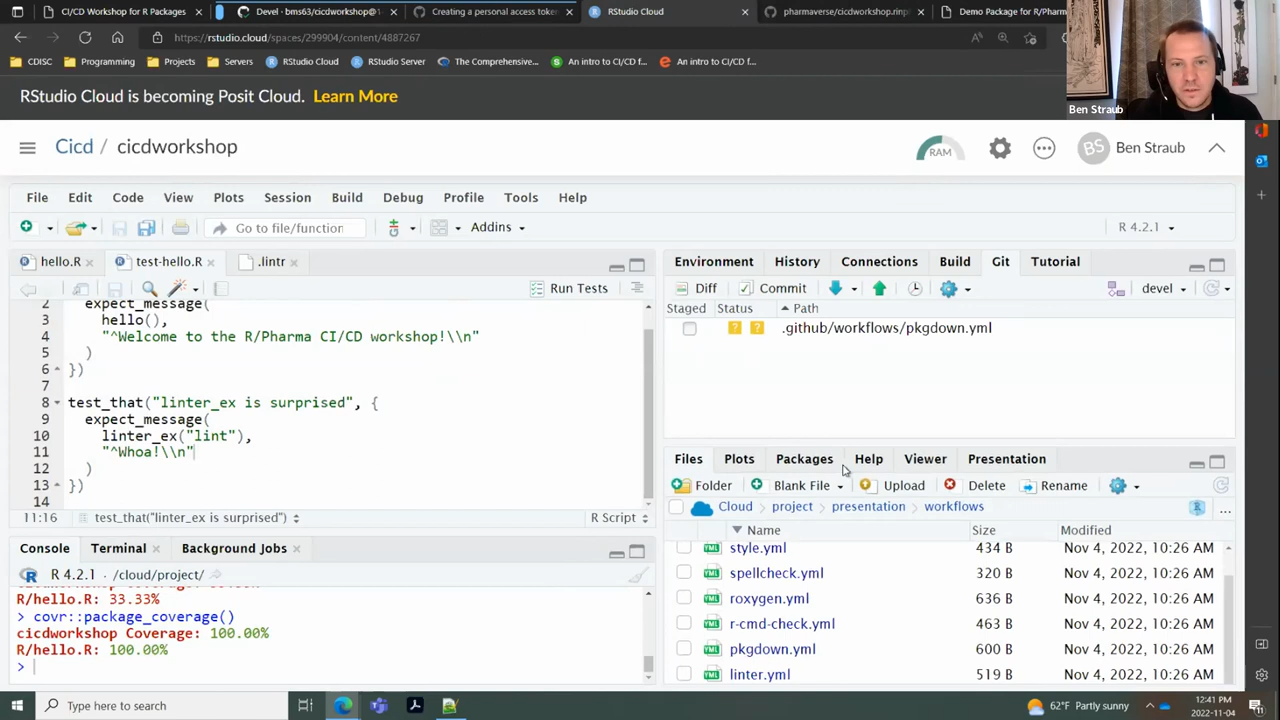 CI/CD Workshop for R Packages
Devel · bms63/cicdworkshop@1
Creating a personal access token
RStudio Cloud
pharmaverse/cicdworkshop.rinp
Demo Package for R/Pharm
https://rstudio.cloud/spaces/299904/content/4887267
CDISC
Programming
Projects
Servers
RStudio Cloud
RStudio Server
The Comprehensive...
An intro to CI/CD f...
An intro to CI/CD f...
Ben Straub
RStudio Cloud is becoming Posit Cloud. Learn More
Cicd / cicdworkshop
RAM
BS
Ben Straub
File Edit View Plots Session Build Debug Profile Tools Help
Go to file/function
Addins
R 4.2.1
hello.R
test-hello.R
.lintr
Run Tests
2 expect_message(
3 hello(),
4 "^Welcome to the R/Pharma CI/CD workshop!\\n"
5 )
6 })
7
8 test_that("linter_ex is surprised", {
9 expect_message(
10 linter_ex("lint"),
11 "^Whoa!\\n"
12 )
13 })
14
11:16 test_that("linter_ex is surprised") R Script
Console Terminal Background Jobs
R 4.2.1 · /cloud/project/
R/hello.R: 33.33%
> covr::package_coverage()
cicdworkshop Coverage: 100.00%
R/hello.R: 100.00%
>
Environment History Connections Build Git Tutorial
Diff Commit devel
Staged Status Path
? ? .github/workflows/pkgdown.yml
Files Plots Packages Help Viewer Presentation
Folder Blank File Upload Delete Rename
Cloud > project > presentation > workflows
Name Size Modified
style.yml 434 B Nov 4, 2022, 10:26 AM
spellcheck.yml 320 B Nov 4, 2022, 10:26 AM
roxygen.yml 636 B Nov 4, 2022, 10:26 AM
r-cmd-check.yml 463 B Nov 4, 2022, 10:26 AM
pkgdown.yml 600 B Nov 4, 2022, 10:26 AM
linter.yml 519 B Nov 4, 2022, 10:26 AM
Type here to search
62°F Partly sunny
12:41 PM
2022-11-04